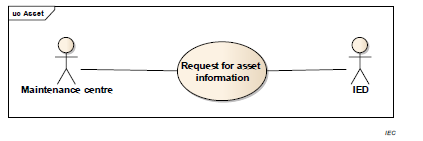 uc Asset
Request for asset
information
Maintenance centre
IED
IEC